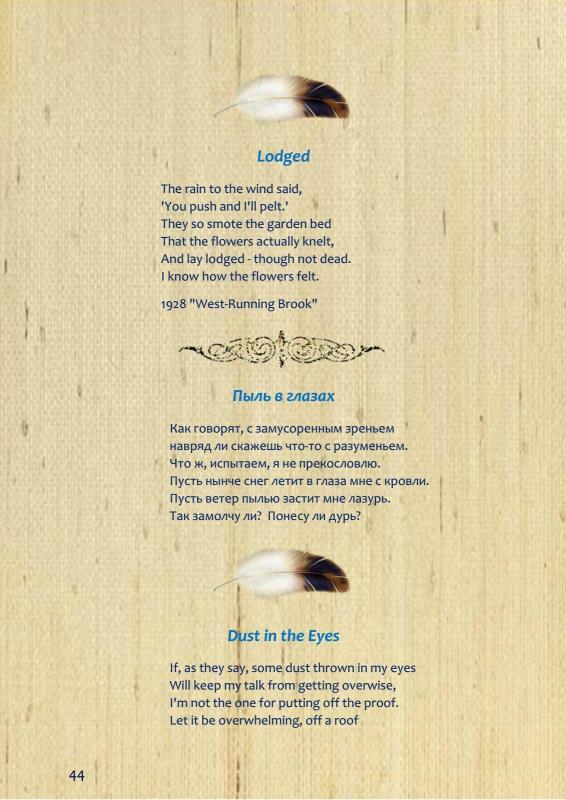 Lodged
The rain to the wind said,
'You push and I'll pelt.'
They so smote the garden bed
That the flowers actually knelt,
And lay lodged - though not dead.
I know how the flowers felt.
1928 "West-Running Brook"
Пыль в глазах
Как говорят, с замусоренным зреньем
навряд ли скажешь что-то с разуменьем.
Что ж, испытаем, я не прекословлю.
Пусть нынче снег летит в глаза мне с кровли.
Пусть ветер пылью застит мне лазурь.
Так замолчу ли? Понесу ли дурь?
Dust in the Eyes
If, as they say, some dust thrown in my eyes
Will keep my talk from getting overwise,
I'm not the one for putting off the proof.
Let it be overwhelming, off a roof
44